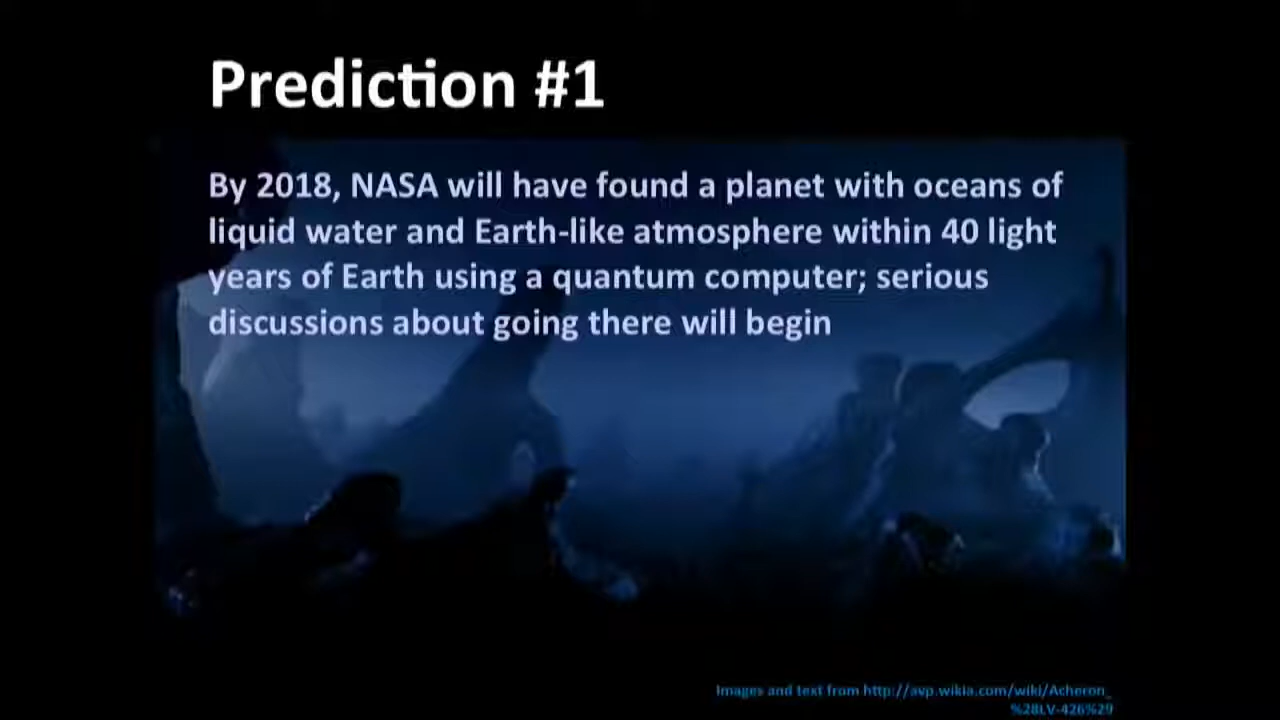 Prediction #1
By 2018, NASA will have found a planet with oceans of
liquid water and Earth-like atmosphere within 40 light
years of Earth using a quantum computer; serious
discussions about going there will begin
Images and text from http://avp.wikia.com/wiki/Acheron_
%28LV-426%29